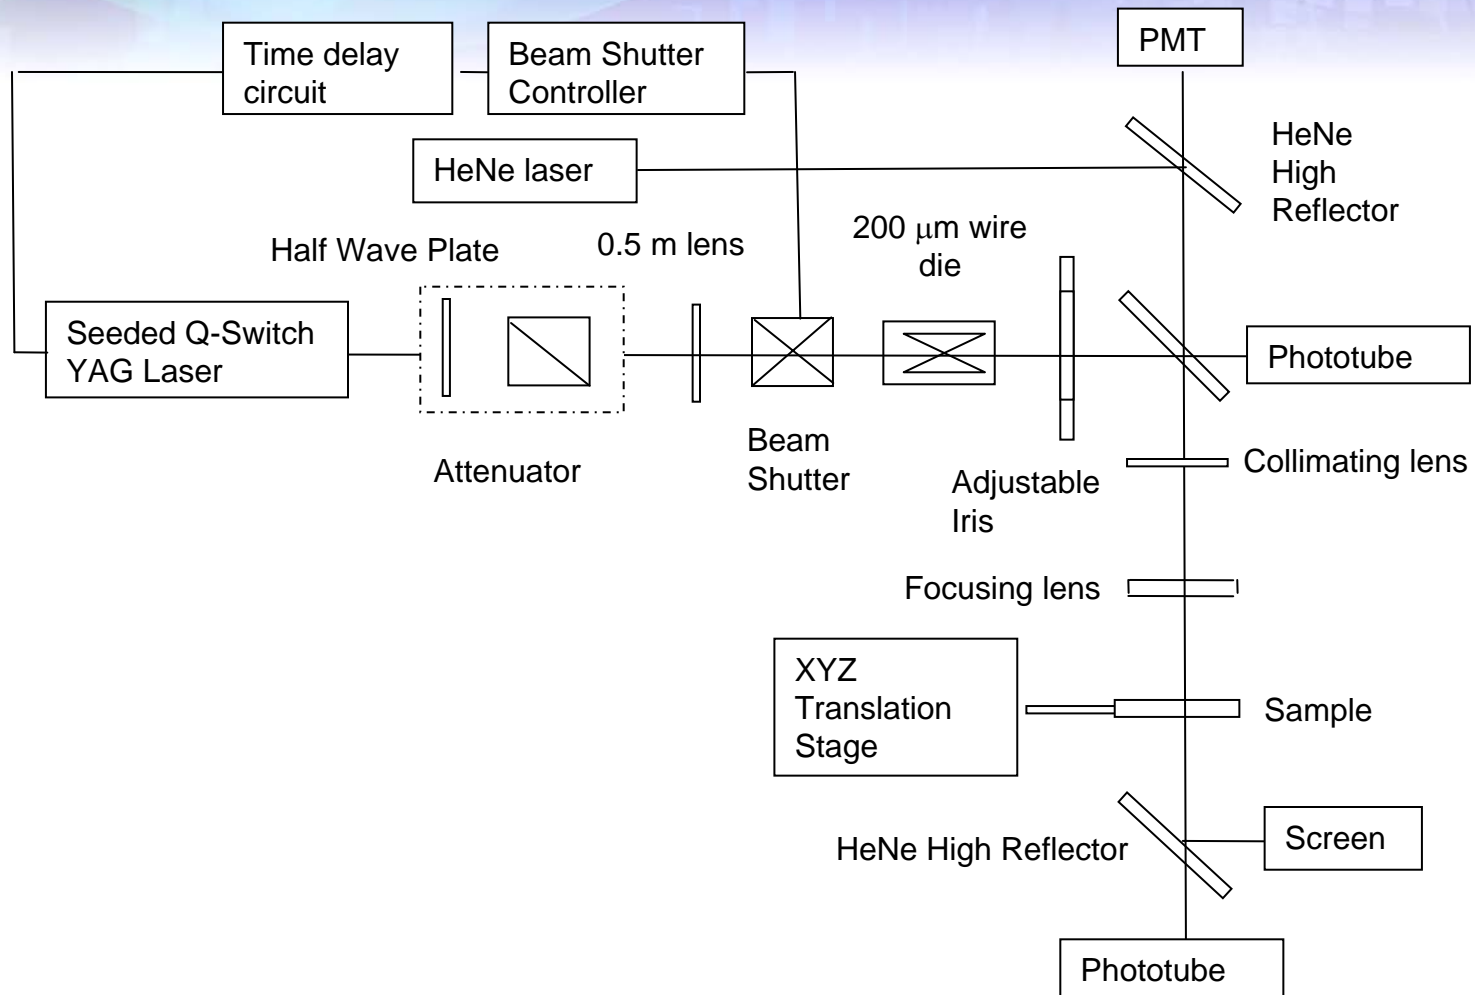 Time delay
circuit
Beam Shutter
Controller
PMT
HeNe laser
HeNe
High
Reflector
Half Wave Plate
0.5 m lens
200 μm wire
die
Seeded Q-Switch
YAG Laser
Phototube
Attenuator
Beam
Shutter
Adjustable
Iris
Collimating lens
Focusing lens
XYZ
Translation
Stage
Sample
HeNe High Reflector
Screen
Phototube